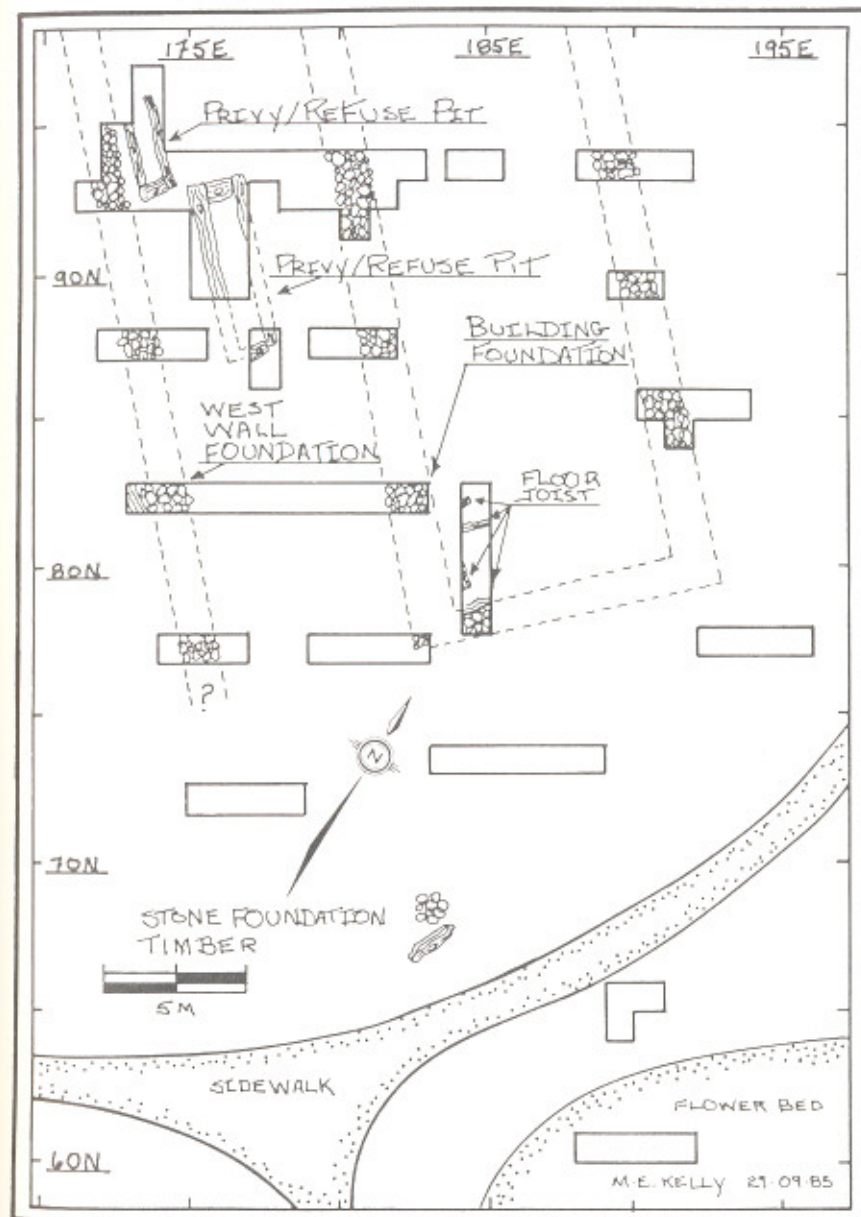 175E
185E
195E
PRIVY/REFUSE PIT
90N
PRIVY/REFUSE PIT
BUILDING
FOUNDATION
WEST
WALL
FOUNDATION
FLOOR
JOIST
80N
?
N
70N
STONE FOUNDATION
TIMBER
5 M
SIDEWALK
FLOWER BED
60N
M.E. KELLY 29.09.85